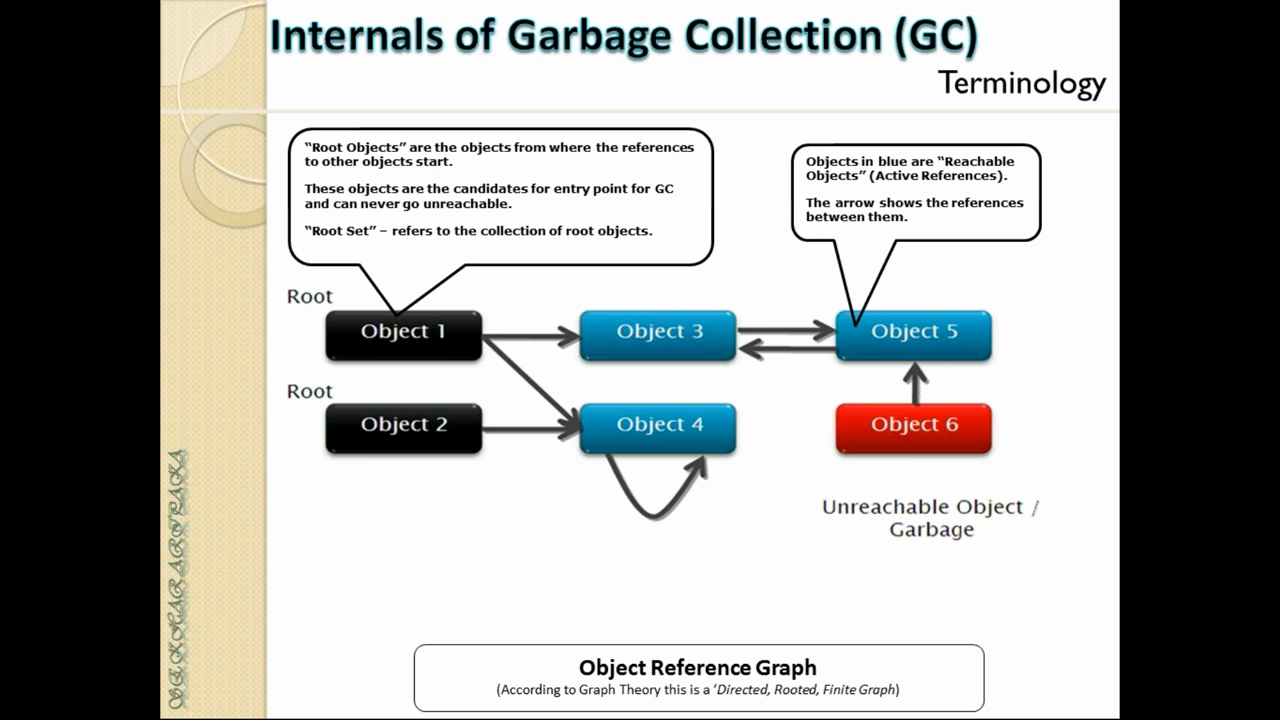 Internals of Garbage Collection (GC)
Terminology
“Root Objects” are the objects from where the references
to other objects start.
These objects are the candidates for entry point for GC
and can never go unreachable.
“Root Set” – refers to the collection of root objects.
Objects in blue are “Reachable
Objects” (Active References).
The arrow shows the references
between them.
Root
Object 1
Object 3
Object 5
Root
Object 2
Object 4
Object 6
Unreachable Object /
Garbage
Object Reference Graph
(According to Graph Theory this is a ‘Directed, Rooted, Finite Graph)